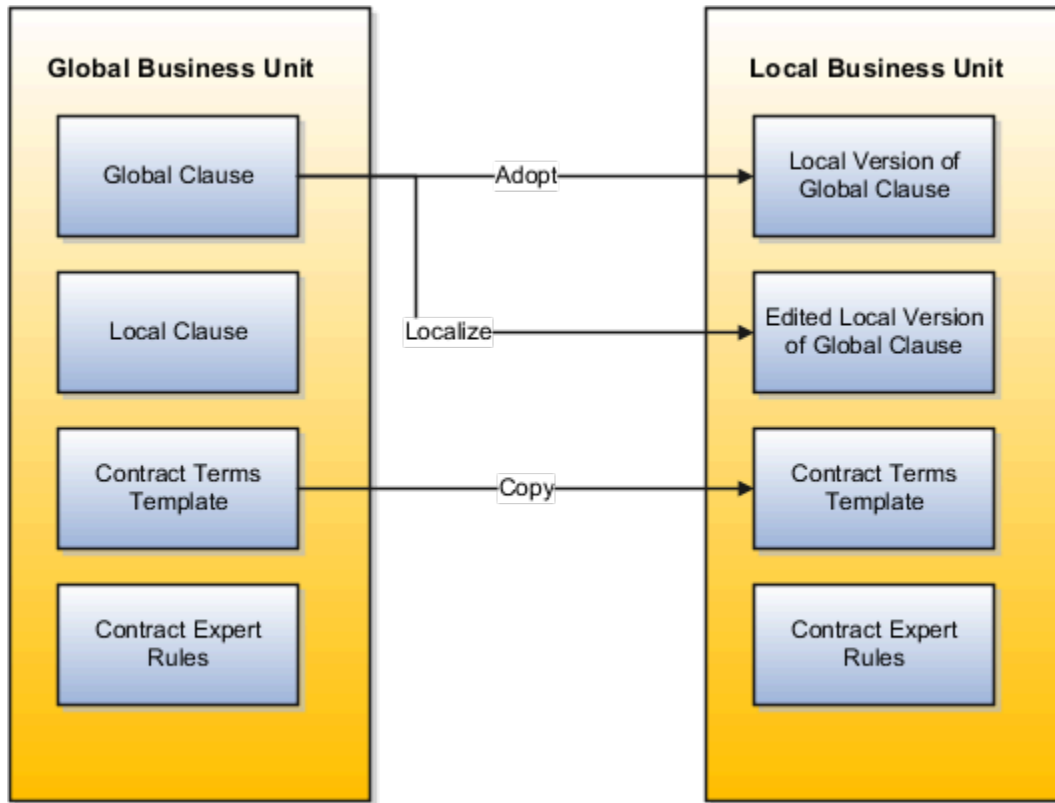 Global Business Unit
Global Clause
Local Clause
Contract Terms
Template
Contract Expert
Rules
Adopt
Localize
Copy
Local Business Unit
Local Version of
Global Clause
Edited Local Version
of Global Clause
Contract Terms
Template
Contract Expert
Rules